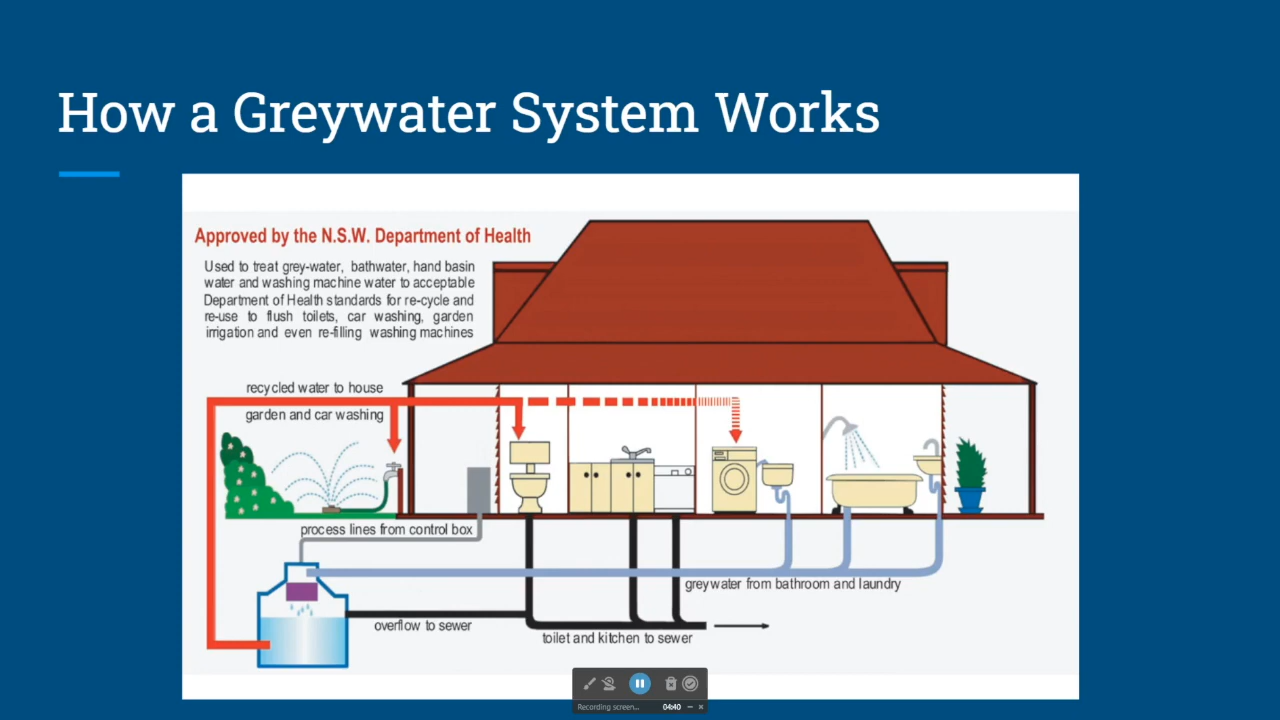 How a Greywater System Works
Approved by the N.S.W. Department of Health
Used to treat grey-water, bathwater, hand basin
water and washing machine water to acceptable
Department of Health standards for re-cycle and
re-use to flush toilets, car washing, garden
irrigation and even re-filling washing machines
recycled water to house
garden and car washing
process lines from control box
greywater from bathroom and laundry
overflow to sewer
toilet and kitchen to sewer
Recording screen... 04:40